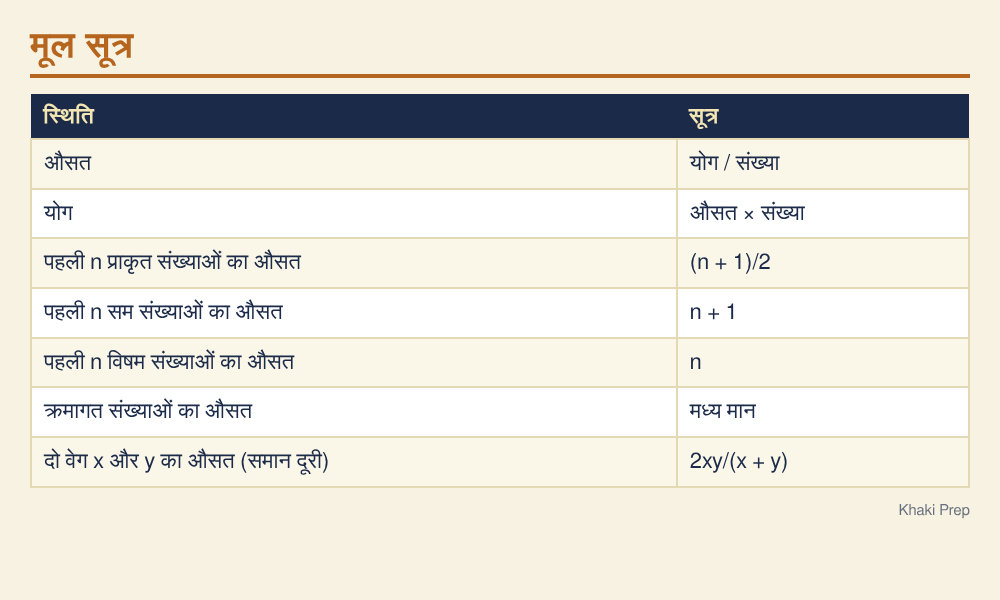 मूल सूत्र
स्थिति सूत्र
औसत योग / संख्या
योग औसत × संख्या
पहली n प्राकृत संख्याओं का औसत (n + 1)/2
पहली n सम संख्याओं का औसत n + 1
पहली n विषम संख्याओं का औसत n
क्रमागत संख्याओं का औसत मध्य मान
दो वेग x और y का औसत (समान दूरी) 2xy/(x + y)
Khaki Prep